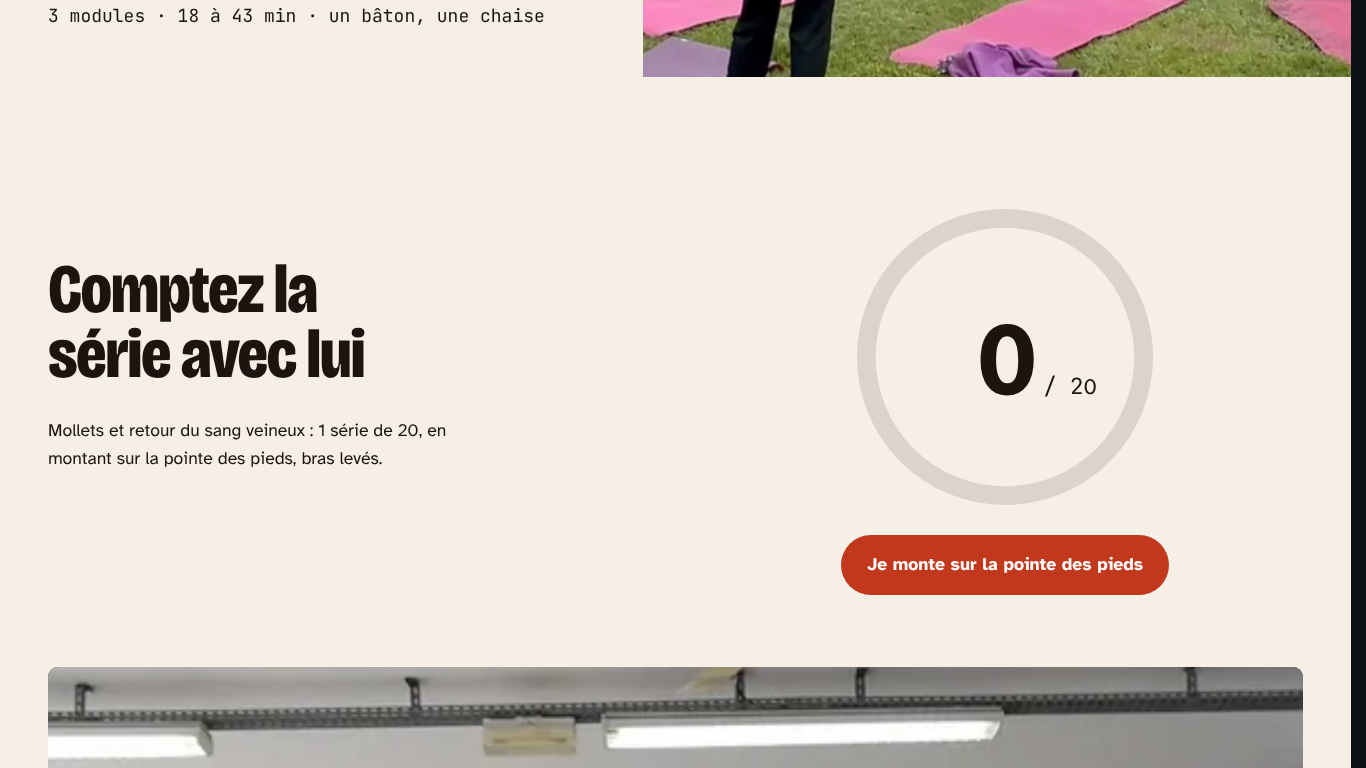 3 modules · 18 à 43 min · un bâton, une chaise
Comptez la
série avec lui
Mollets et retour du sang veineux : 1 série de 20, en
montant sur la pointe des pieds, bras levés.
0 / 20
Je monte sur la pointe des pieds